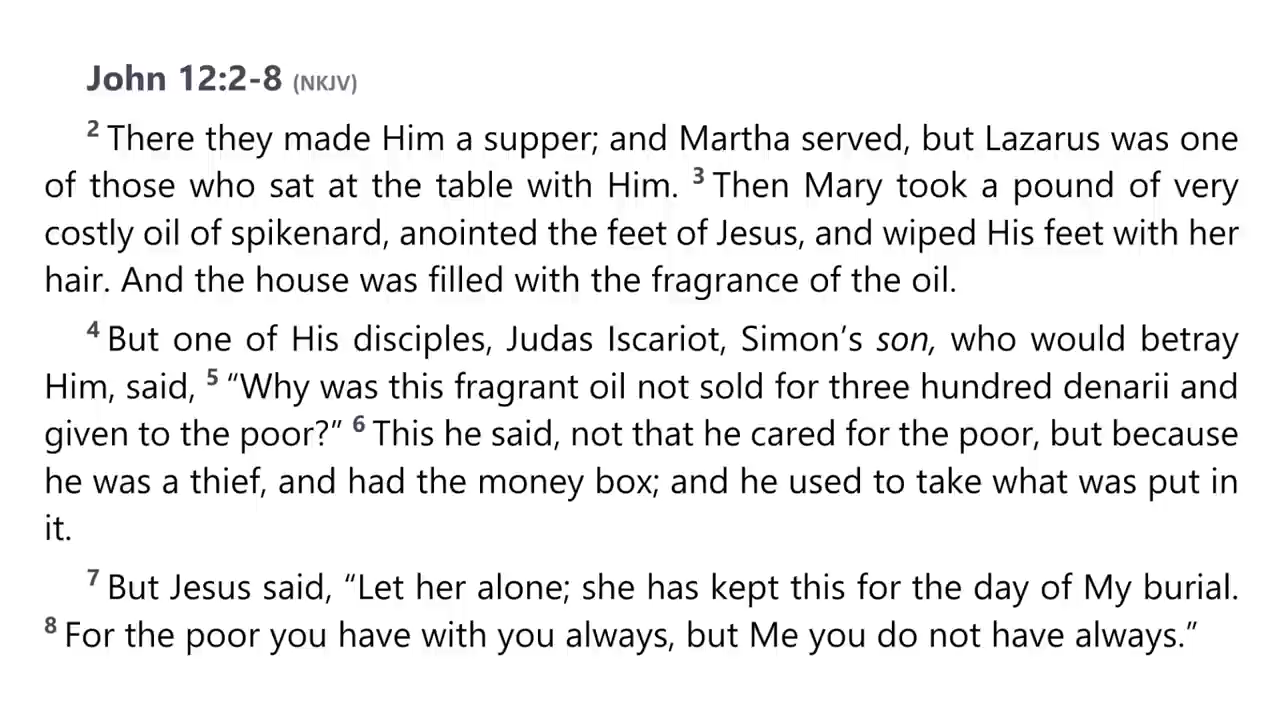 John 12:2-8 (NKJV)
2 There they made Him a supper; and Martha served, but Lazarus was one
of those who sat at the table with Him. 3 Then Mary took a pound of very
costly oil of spikenard, anointed the feet of Jesus, and wiped His feet with her
hair. And the house was filled with the fragrance of the oil.
4 But one of His disciples, Judas Iscariot, Simon’s son, who would betray
Him, said, 5 “Why was this fragrant oil not sold for three hundred denarii and
given to the poor?” 6 This he said, not that he cared for the poor, but because
he was a thief, and had the money box; and he used to take what was put in
it.
7 But Jesus said, “Let her alone; she has kept this for the day of My burial.
8 For the poor you have with you always, but Me you do not have always.”